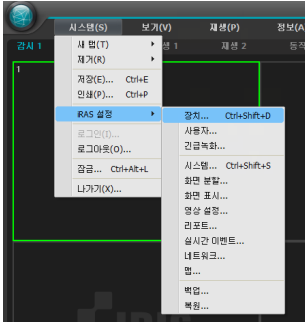 시스템(S) 보기(V) 재생(P) 정보(A
감시 1 생 1 재생 2 동작
1
새 탭(T)
제거(R)
저장(E)... Ctrl+E
인쇄(P)... Ctrl+P
iRAS 설정
로그인(I)...
로그아웃(O)...
잠금... Ctrl+Alt+L
나가기(X)...
장치... Ctrl+Shift+D
사용자...
긴급녹화...
시스템... Ctrl+Shift+S
화면 분할...
화면 표시...
영상 설정...
리포트...
실시간 이벤트...
네트워크...
맵...
백업...
복원...